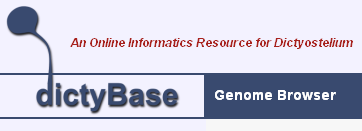 An Online Informatics Resource for Dictyostelium
dictyBase
Genome Browser